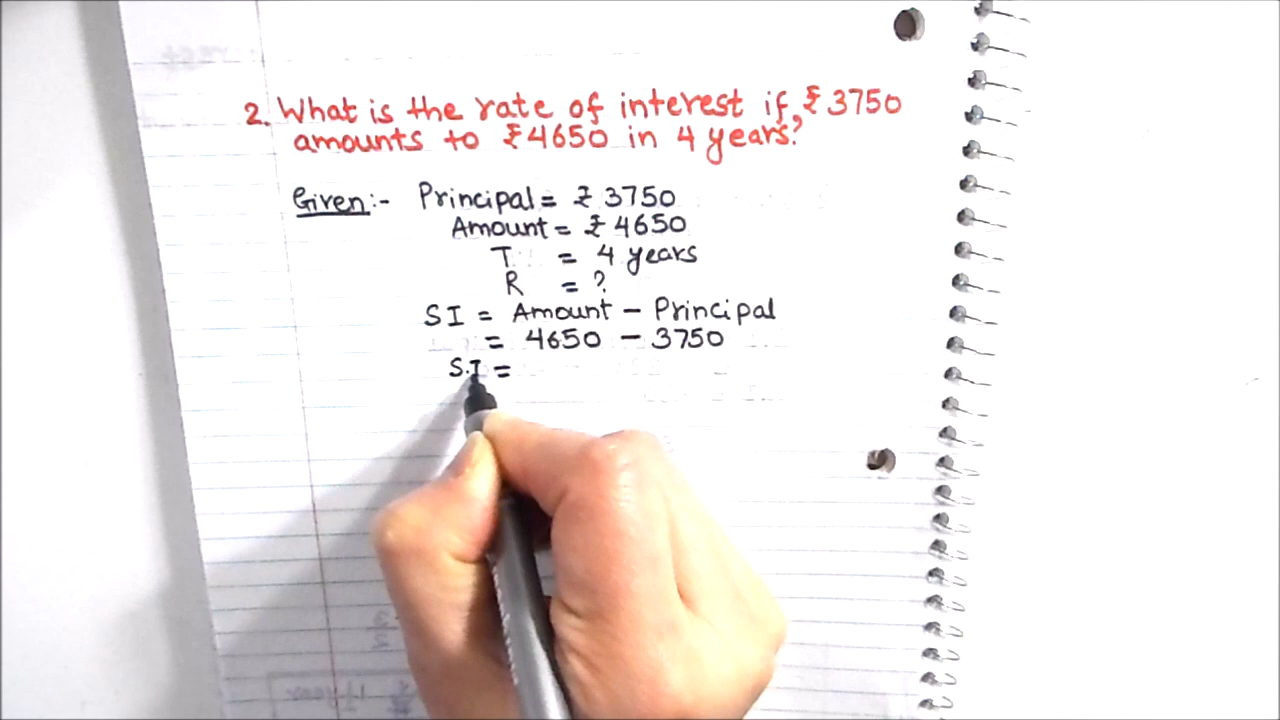 2. What is the rate of interest if, ₹ 3750
amounts to ₹ 4650 in 4 years?
Given:- Principal = ₹ 3750
Amount = ₹ 4650
T = 4 years
R = ?
SI = Amount - Principal
= 4650 - 3750
S.I =